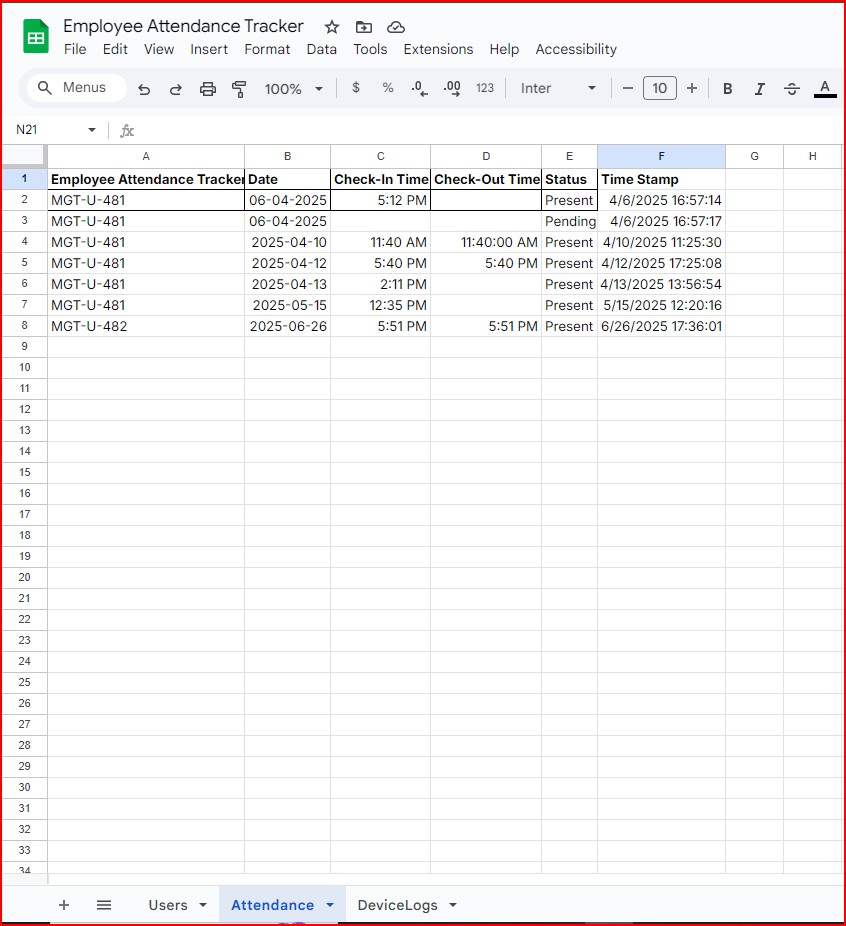 Employee Attendance Tracker
File Edit View Insert Format Data Tools Extensions Help Accessibility
Menus 100% $ % .0 .00 123 Inter − 10 + B I S A
N21 fx
A B C D E F G H
1 Employee Attendance Tracker Date Check-In Time Check-Out Time Status Time Stamp
2 MGT-U-481 06-04-2025 5:12 PM Present 4/6/2025 16:57:14
3 MGT-U-481 06-04-2025 Pending 4/6/2025 16:57:17
4 MGT-U-481 2025-04-10 11:40 AM 11:40:00 AM Present 4/10/2025 11:25:30
5 MGT-U-481 2025-04-12 5:40 PM 5:40 PM Present 4/12/2025 17:25:08
6 MGT-U-481 2025-04-13 2:11 PM Present 4/13/2025 13:56:54
7 MGT-U-481 2025-05-15 12:35 PM Present 5/15/2025 12:20:16
8 MGT-U-482 2025-06-26 5:51 PM 5:51 PM Present 6/26/2025 17:36:01
9
10
11
12
13
14
15
16
17
18
19
20
21
22
23
24
25
26
27
28
29
30
31
32
33
34
+ Users Attendance DeviceLogs